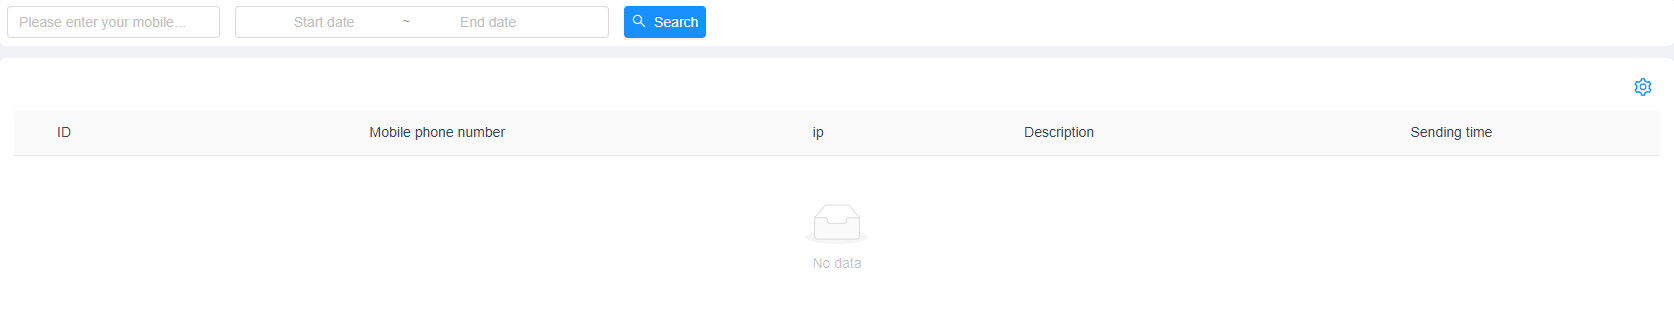 Please enter your mobile... Start date ~ End date Search
ID Mobile phone number ip Description Sending time
No data